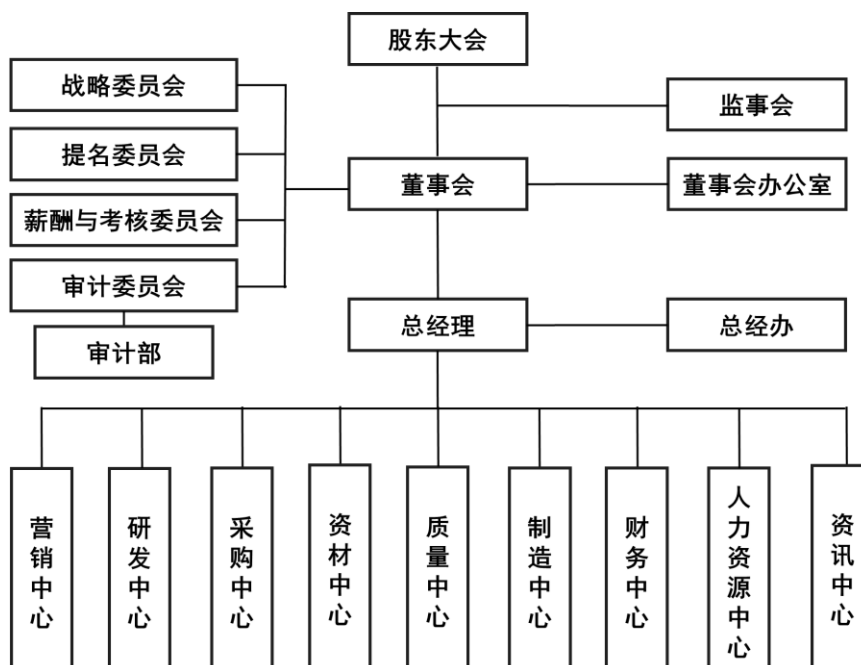 股东大会
战略委员会
监事会
提名委员会
董事会
董事会办公室
薪酬与考核委员会
审计委员会
总经理
总经办
审计部
营销中心
研发中心
采购中心
资材中心
质量中心
制造中心
财务中心
人力资源中心
资讯中心